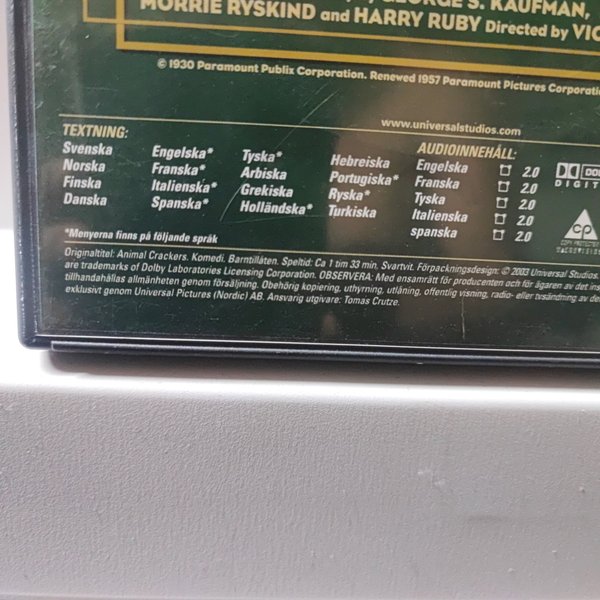 GEORGE S. KAUFMAN,
MORRIE RYSKIND and HARRY RUBY Directed by VIC
© 1930 Paramount Publix Corporation. Renewed 1957 Paramount Pictures Corporatio
www.universalstudios.com
TEXTNING:
Svenska Engelska* Tyska* Hebreiska
Norska Franska* Arbiska Portugiska*
Finska Italienska* Grekiska Ryska*
Danska Spanska* Holländska* Turkiska
*Menyerna finns på följande språk
AUDIOINNEHÅLL:
Engelska 2.0
Franska 2.0
Tyska 2.0
Italienska 2.0
spanska 2.0
DIGIT
Originaltitel: Animal Crackers. Komedi. Barntillåten. Speltid: Ca 1 tim 33 min, Svartvit. Förpackningsdesign: © 2003 Universal Studios.
are trademarks of Dolby Laboratories Licensing Corporation. OBSERVERA: Med ensamrätt för producenten och för ägaren av det ins
tillhandahållas allmänheten genom försäljning. Obehörig kopiering, uthyrning, utlåning, offentlig visning, radio- eller tvsändning av de
exklusivt genom Universal Pictures (Nordic) AB. Ansvarig utgivare: Tomas Crutze.